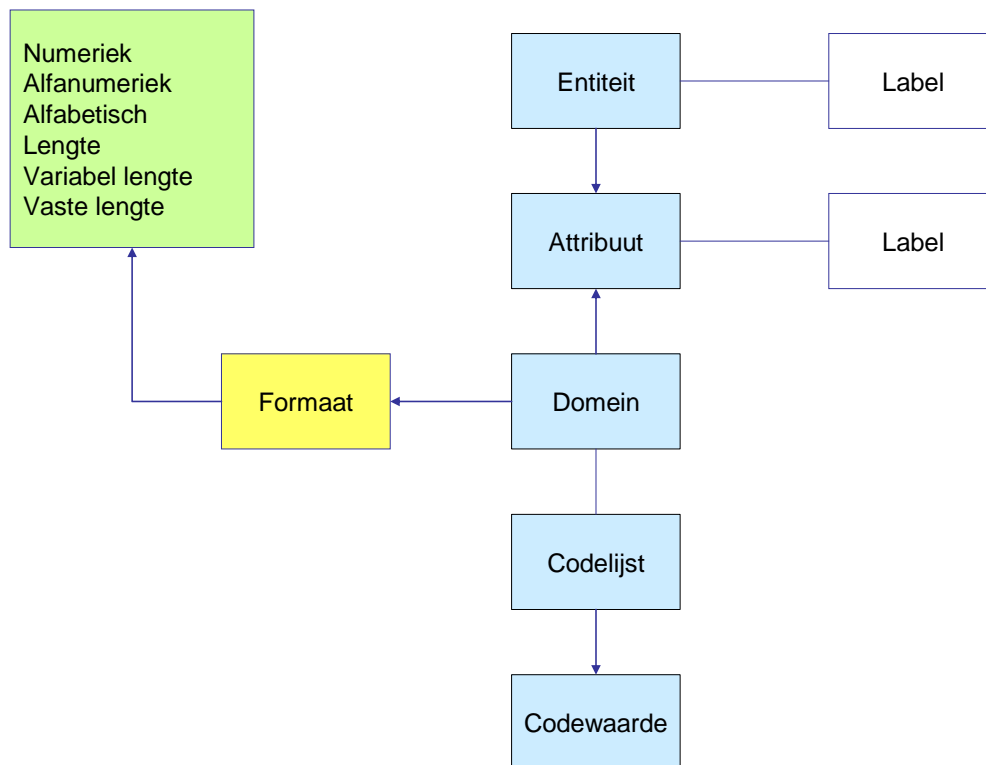 Numeriek
Alfanumeriek
Alfabetisch
Lengte
Variabel lengte
Vaste lengte
Entiteit
Label
Attribuut
Label
Formaat
Domein
Codelijst
Codewaarde